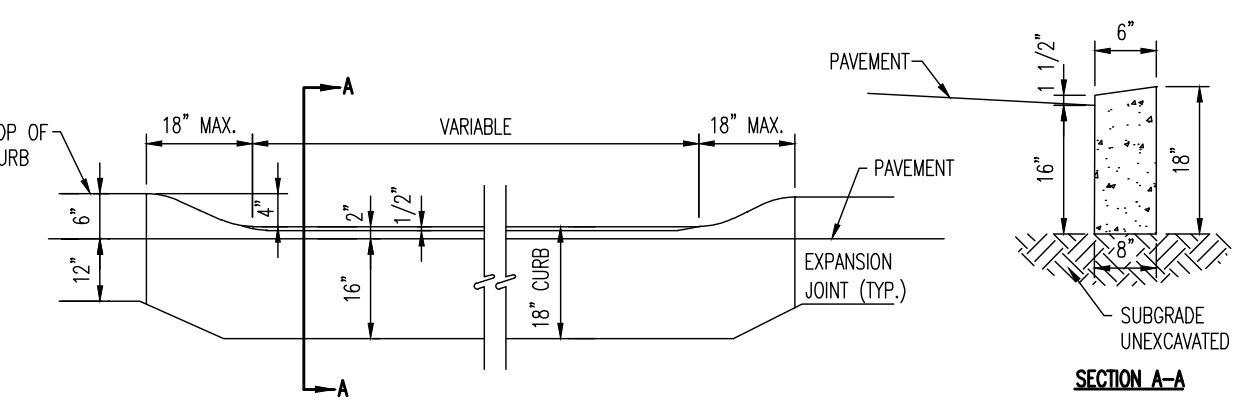 OP OF
URB
18" MAX.
A
VARIABLE
18" MAX.
PAVEMENT
6"
4"
2"
1/2"
12"
16"
18" CURB
EXPANSION
JOINT (TYP.)
A
PAVEMENT
1 1/2"
6"
16"
18"
8"
SUBGRADE
UNEXCAVATED
SECTION A-A